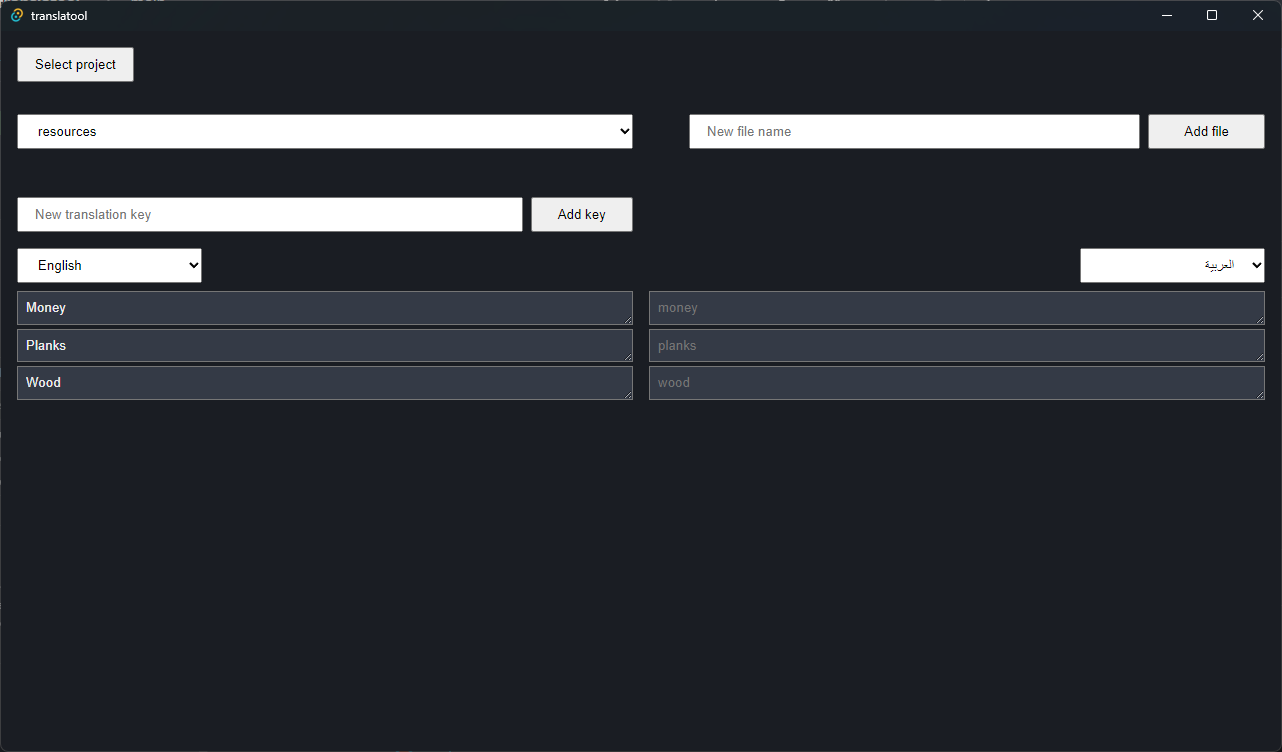 translatool
Select project
resources
New file name
Add file
New translation key
Add key
English
العربية
Money
money
Planks
planks
Wood
wood